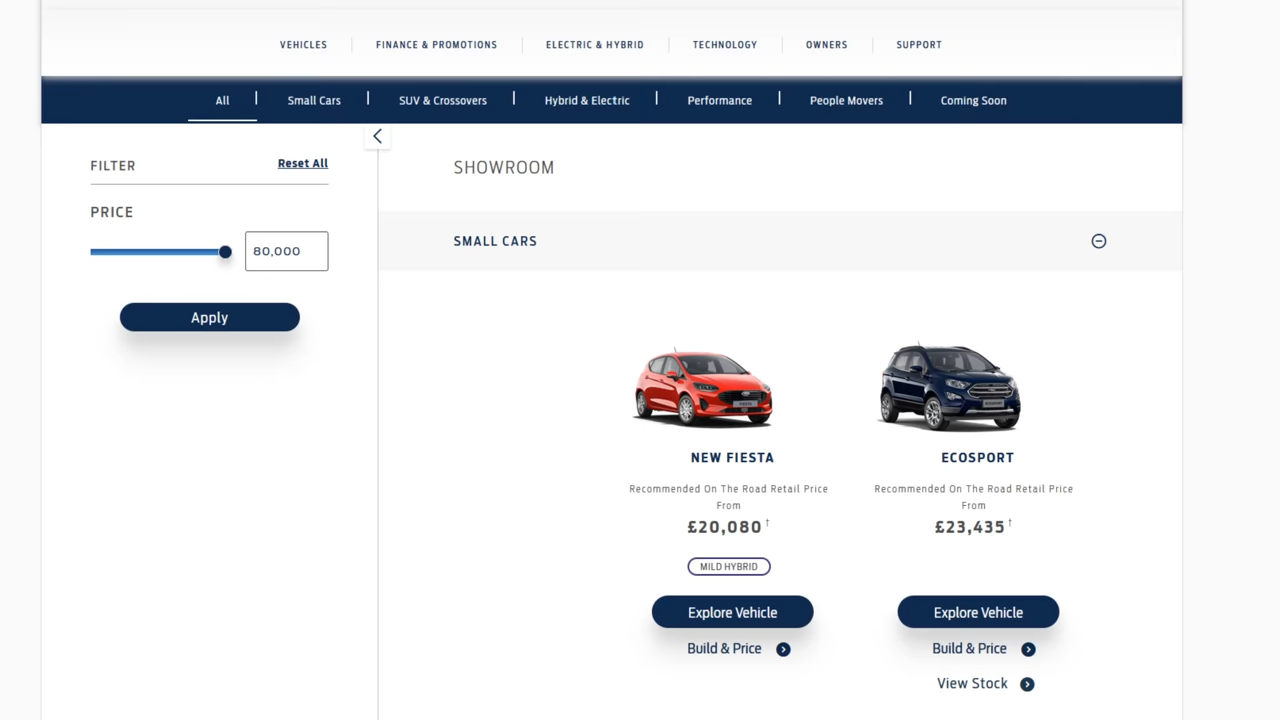 VEHICLES
FINANCE & PROMOTIONS
ELECTRIC & HYBRID
TECHNOLOGY
OWNERS
SUPPORT
All
Small Cars
SUV & Crossovers
Hybrid & Electric
Performance
People Movers
Coming Soon
FILTER
Reset All
PRICE
80,000
Apply
SHOWROOM
SMALL CARS
FIESTA
NEW FIESTA
Recommended On The Road Retail Price
From
£20,080†
MILD HYBRID
Explore Vehicle
Build & Price
ECOSPORT
ECOSPORT
Recommended On The Road Retail Price
From
£23,435†
Explore Vehicle
Build & Price
View Stock